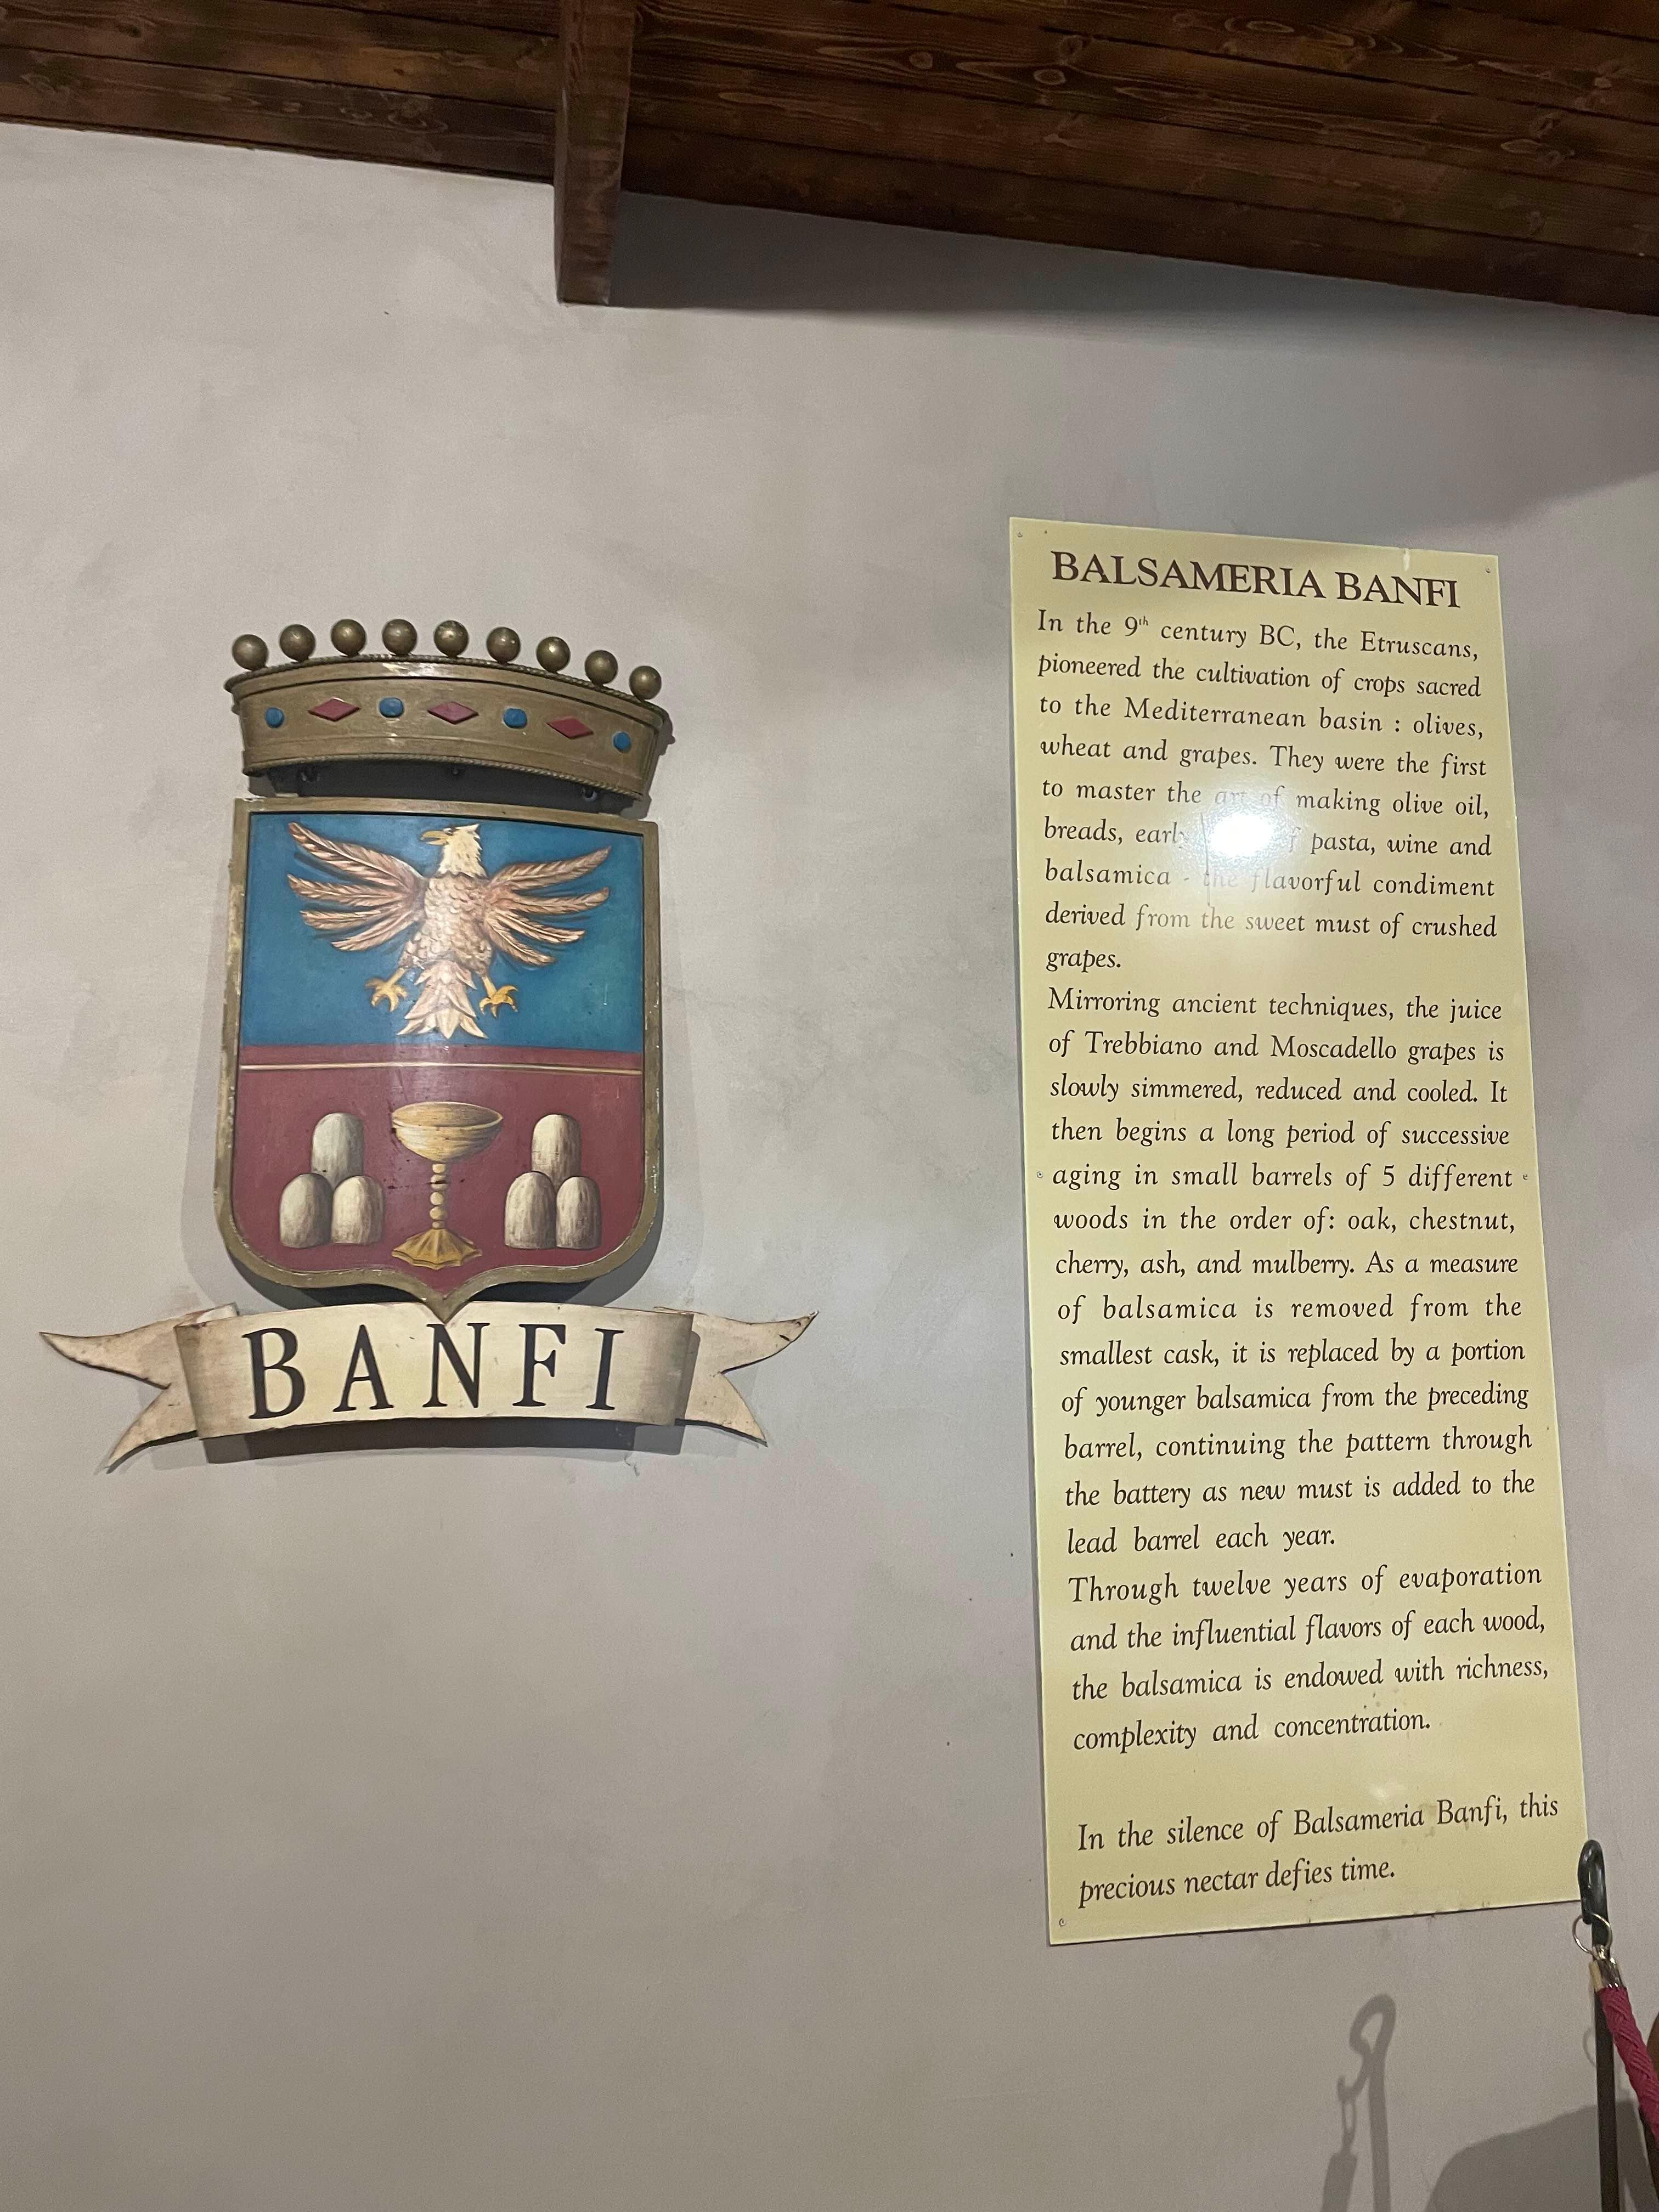 BANFI
BALSAMERIA BANFI
In the 9th century BC, the Etruscans,
pioneered the cultivation of crops sacred
to the Mediterranean basin : olives,
wheat and grapes. They were the first
to master the art of making olive oil,
breads, pasta, wine and
balsamica - the flavorful condiment
derived from the sweet must of crushed
grapes.
Mirroring ancient techniques, the juice
of Trebbiano and Moscadello grapes is
slowly simmered, reduced and cooled. It
then begins a long period of successive
aging in small barrels of 5 different
woods in the order of: oak, chestnut,
cherry, ash, and mulberry. As a measure
of balsamica is removed from the
smallest cask, it is replaced by a portion
of younger balsamica from the preceding
barrel, continuing the pattern through
the battery as new must is added to the
lead barrel each year.
Through twelve years of evaporation
and the influential flavors of each wood,
the balsamica is endowed with richness,
complexity and concentration.
In the silence of Balsameria Banfi, this
precious nectar defies time.